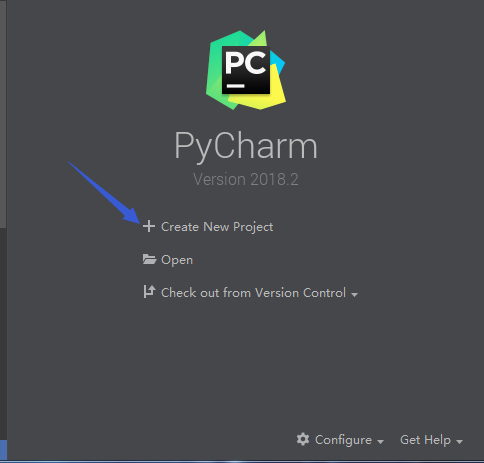 PC
PyCharm
Version 2018.2
Create New Project
Open
Check out from Version Control
Configure Get Help